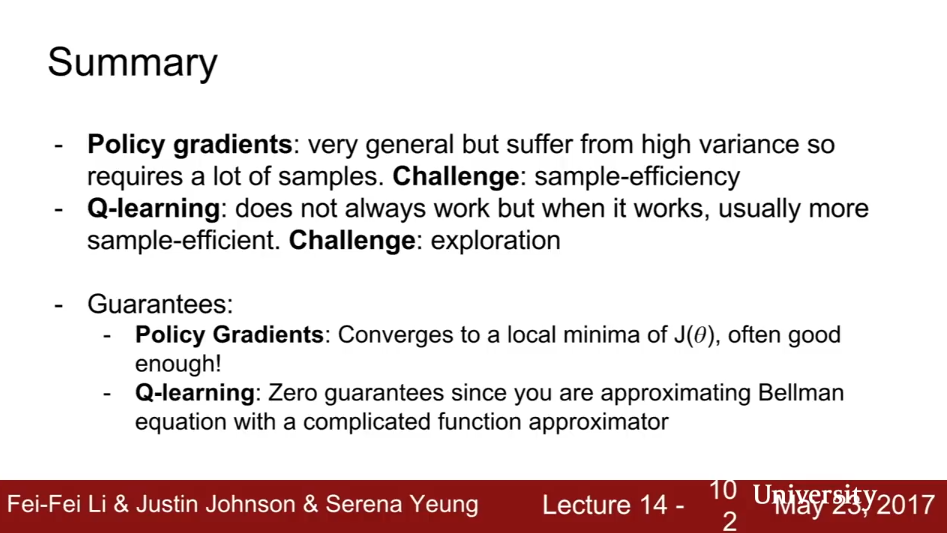 Summary
- Policy gradients: very general but suffer from high variance so
requires a lot of samples. Challenge: sample-efficiency
- Q-learning: does not always work but when it works, usually more
sample-efficient. Challenge: exploration
- Guarantees:
- Policy Gradients: Converges to a local minima of J(θ), often good
enough!
- Q-learning: Zero guarantees since you are approximating Bellman
equation with a complicated function approximator
Fei-Fei Li & Justin Johnson & Serena Yeung
Lecture 14 -
10
2
University
May 23, 2017